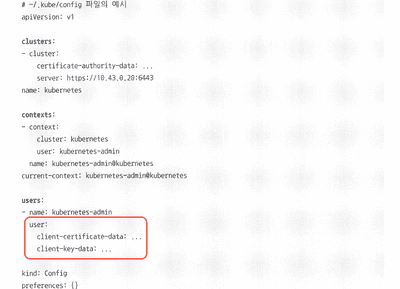 # ~/.kube/config 파일의 예시
apiVersion: v1
clusters:
- cluster:
    certificate-authority-data: ...
    server: https://10.43.0.20:6443
name: kubernetes
contexts:
- context:
    cluster: kubernetes
    user: kubernetes-admin
  name: kubernetes-admin@kubernetes
current-context: kubernetes-admin@kubernetes
users:
- name: kubernetes-admin
  user:
    client-certificate-data: ...
    client-key-data: ...
kind: Config
preferences: {}